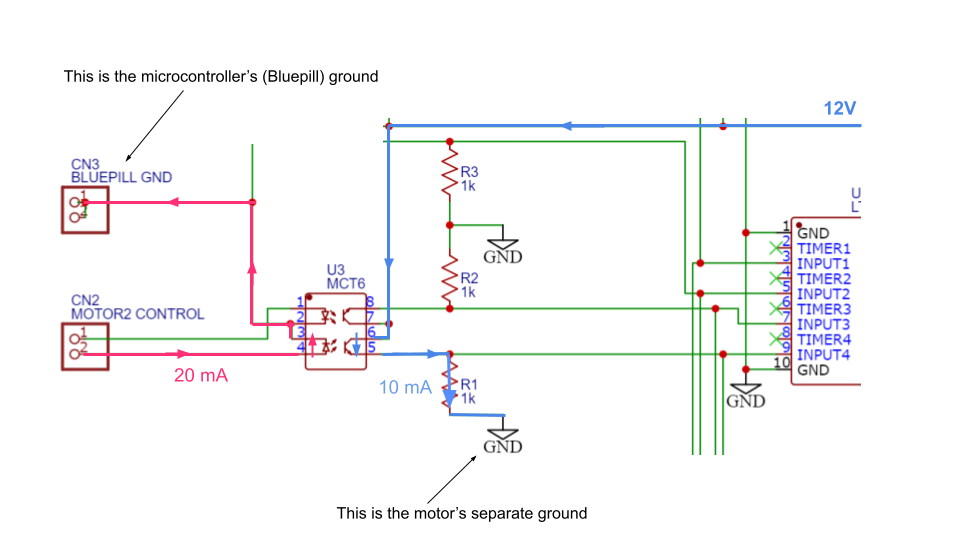 This is the microcontroller's (Bluepill) ground
12V
CN3
BLUEPILL GND
1
2
R3
1k
GND
R2
1k
U3
MCT6
1
2
3
4
8
7
6
5
CN2
MOTOR2 CONTROL
1
2
20 mA
10 mA
R1
1k
GND
This is the motor's separate ground
U
1
GND
2
TIMER1
3
INPUT1
4
TIMER2
5
INPUT2
6
TIMER3
7
INPUT3
8
TIMER4
9
INPUT4
10
GND
GND